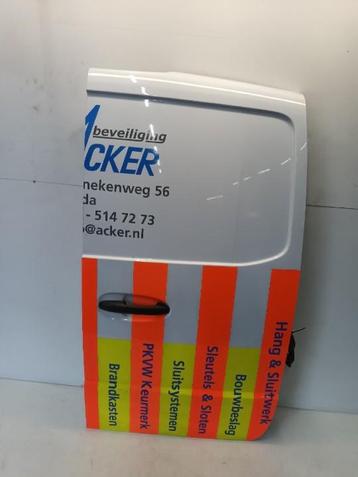 beveiliging
CKER
nekenweg 56
da
- 514 72 73
@acker.nl
Hang & Sluitwerk
Bouwbeslag
Sleutels & Sloten
Sluitsystemen
PKVW Keurmerk
Brandkasten